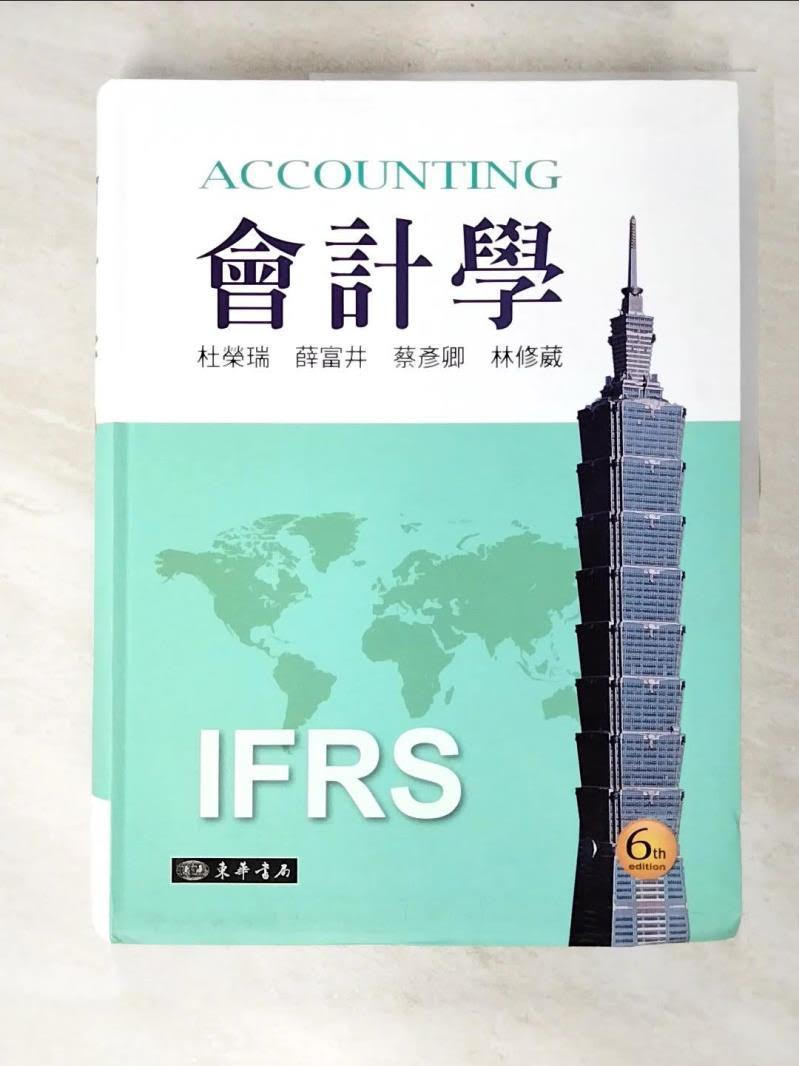 ACCOUNTING
會計學
杜榮瑞 薛富井 蔡彥卿 林修葳
IFRS
6th
edition
東華書局